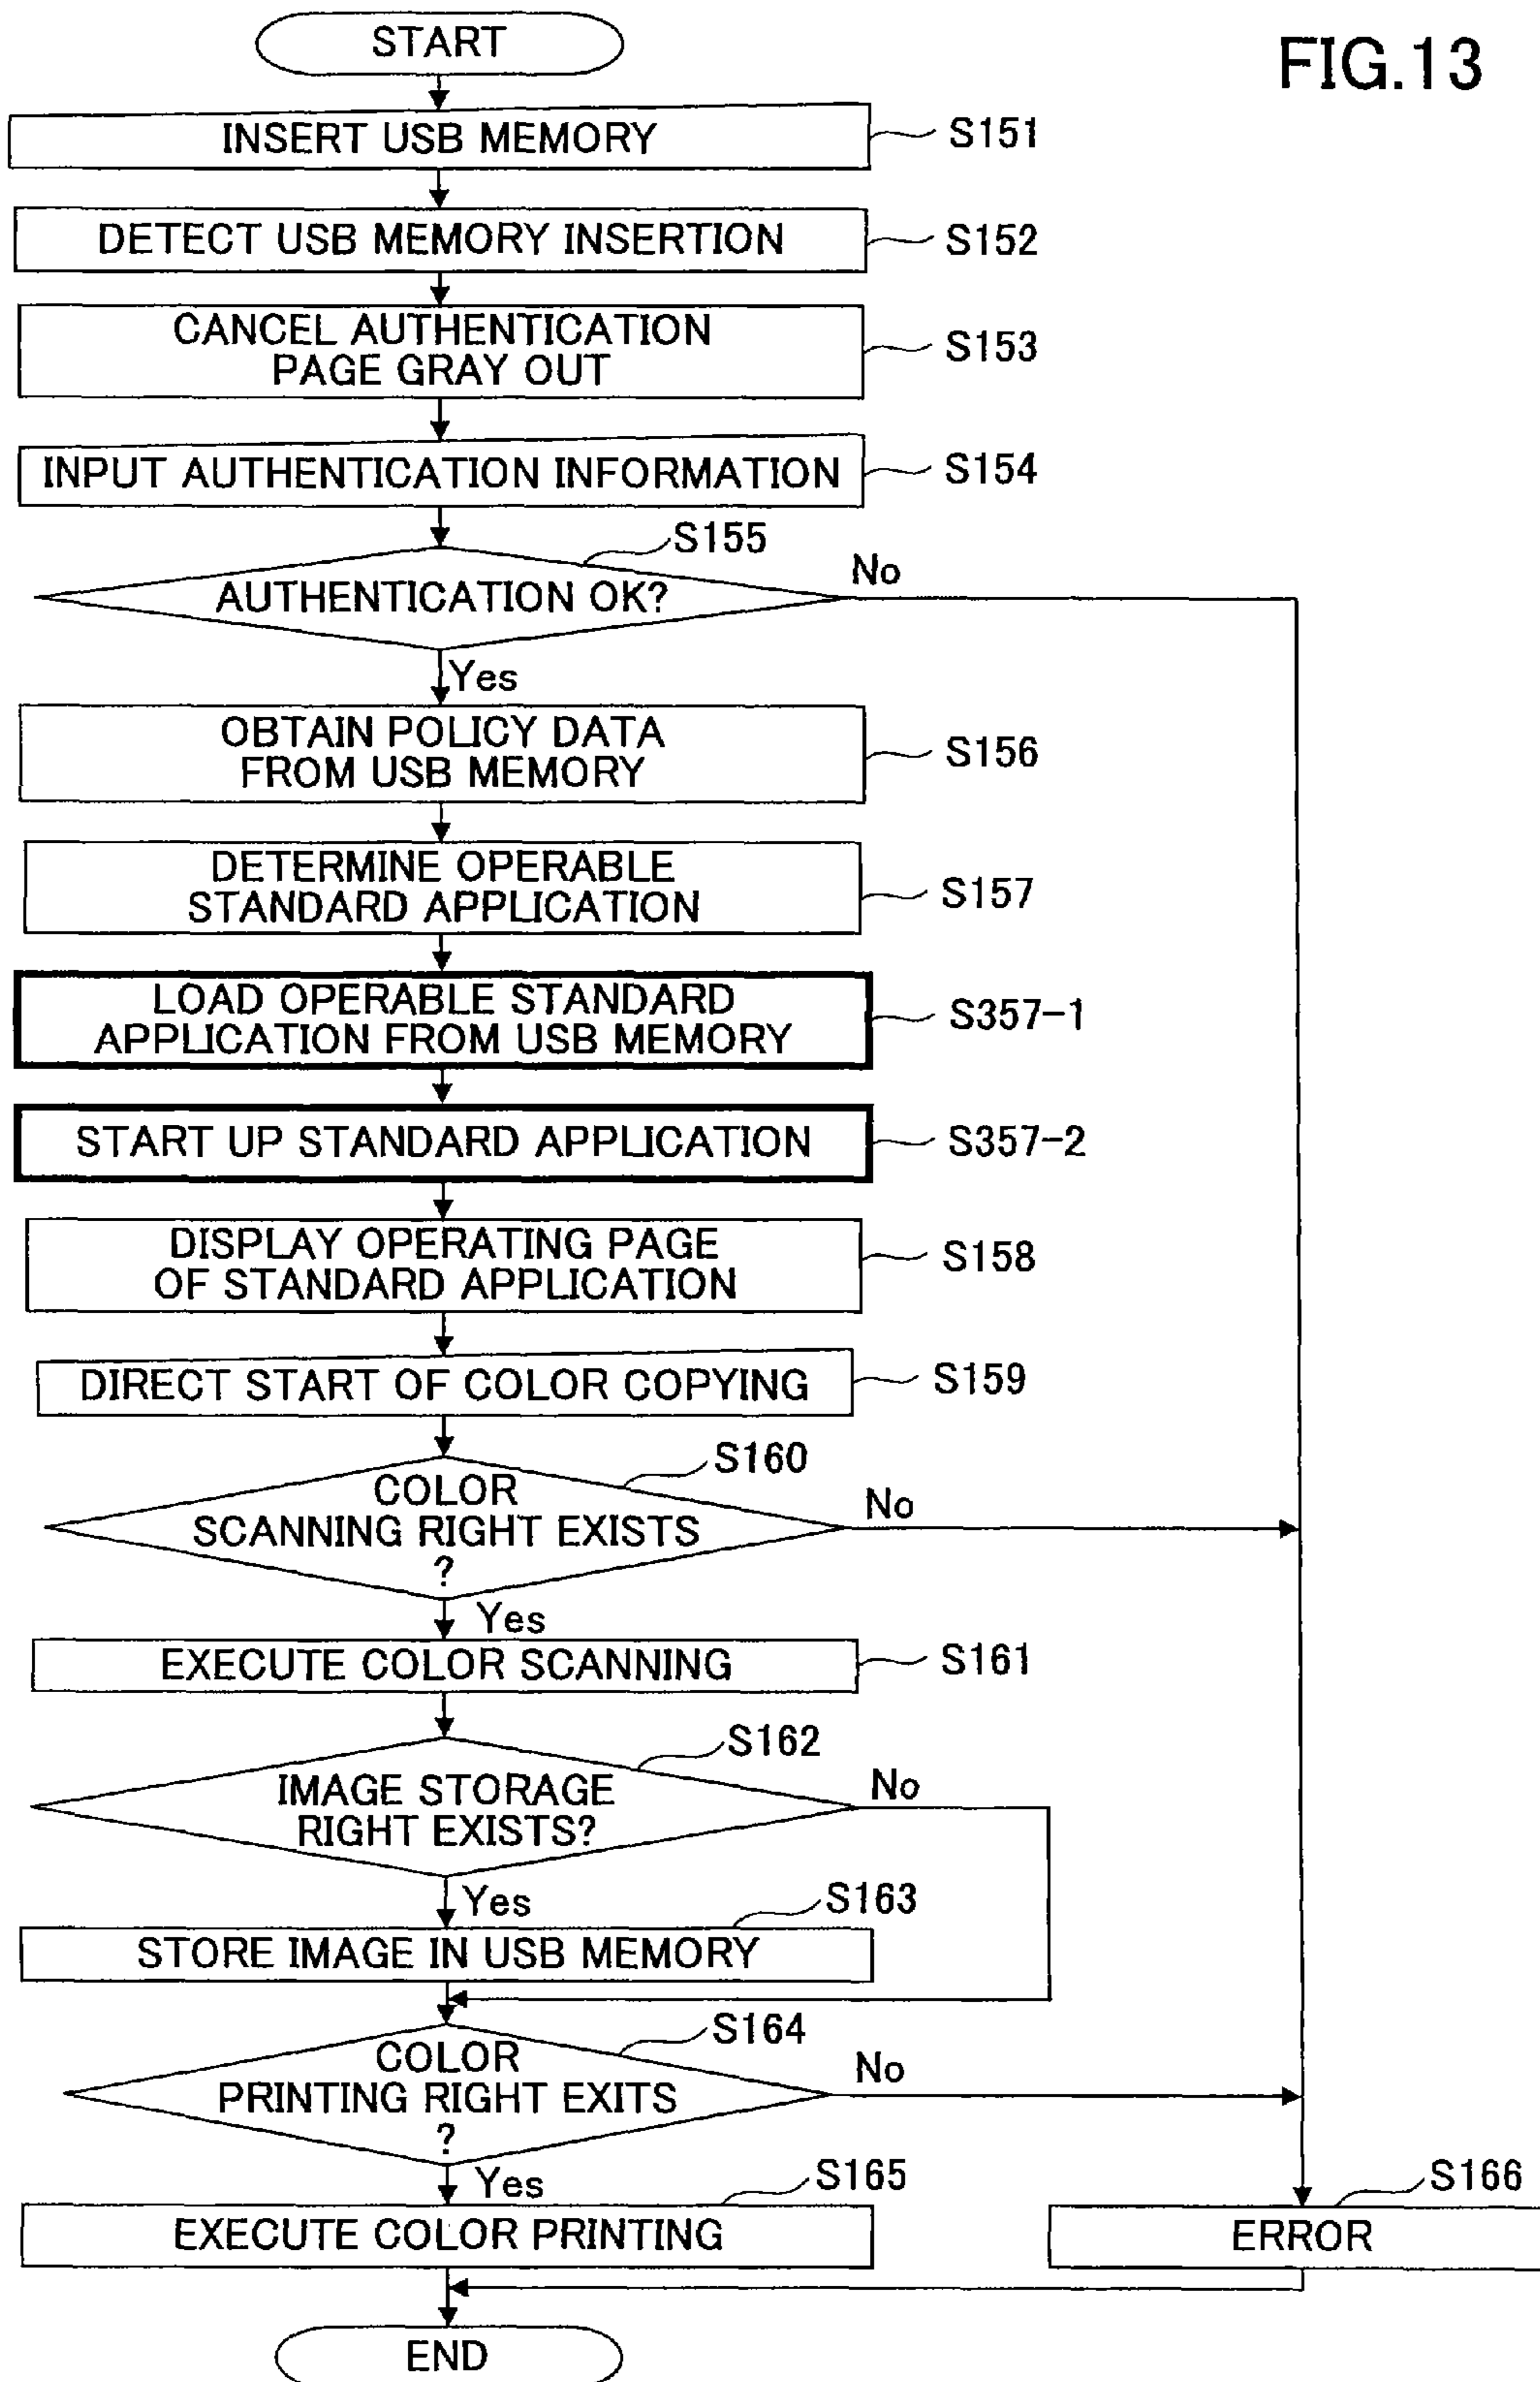 FIG.13
START
INSERT USB MEMORY
S151
DETECT USB MEMORY INSERTION
S152
CANCEL AUTHENTICATION
PAGE GRAY OUT
S153
INPUT AUTHENTICATION INFORMATION
S154
S155
AUTHENTICATION OK?
No
Yes
OBTAIN POLICY DATA
FROM USB MEMORY
S156
DETERMINE OPERABLE
STANDARD APPLICATION
S157
LOAD OPERABLE STANDARD
APPLICATION FROM USB MEMORY
S357-1
START UP STANDARD APPLICATION
S357-2
DISPLAY OPERATING PAGE
OF STANDARD APPLICATION
S158
DIRECT START OF COLOR COPYING
S159
S160
COLOR
SCANNING RIGHT EXISTS
?
No
Yes
EXECUTE COLOR SCANNING
S161
S162
IMAGE STORAGE
RIGHT EXISTS?
No
Yes
S163
STORE IMAGE IN USB MEMORY
S164
COLOR
PRINTING RIGHT EXITS
?
No
Yes
S165
EXECUTE COLOR PRINTING
S166
ERROR
END